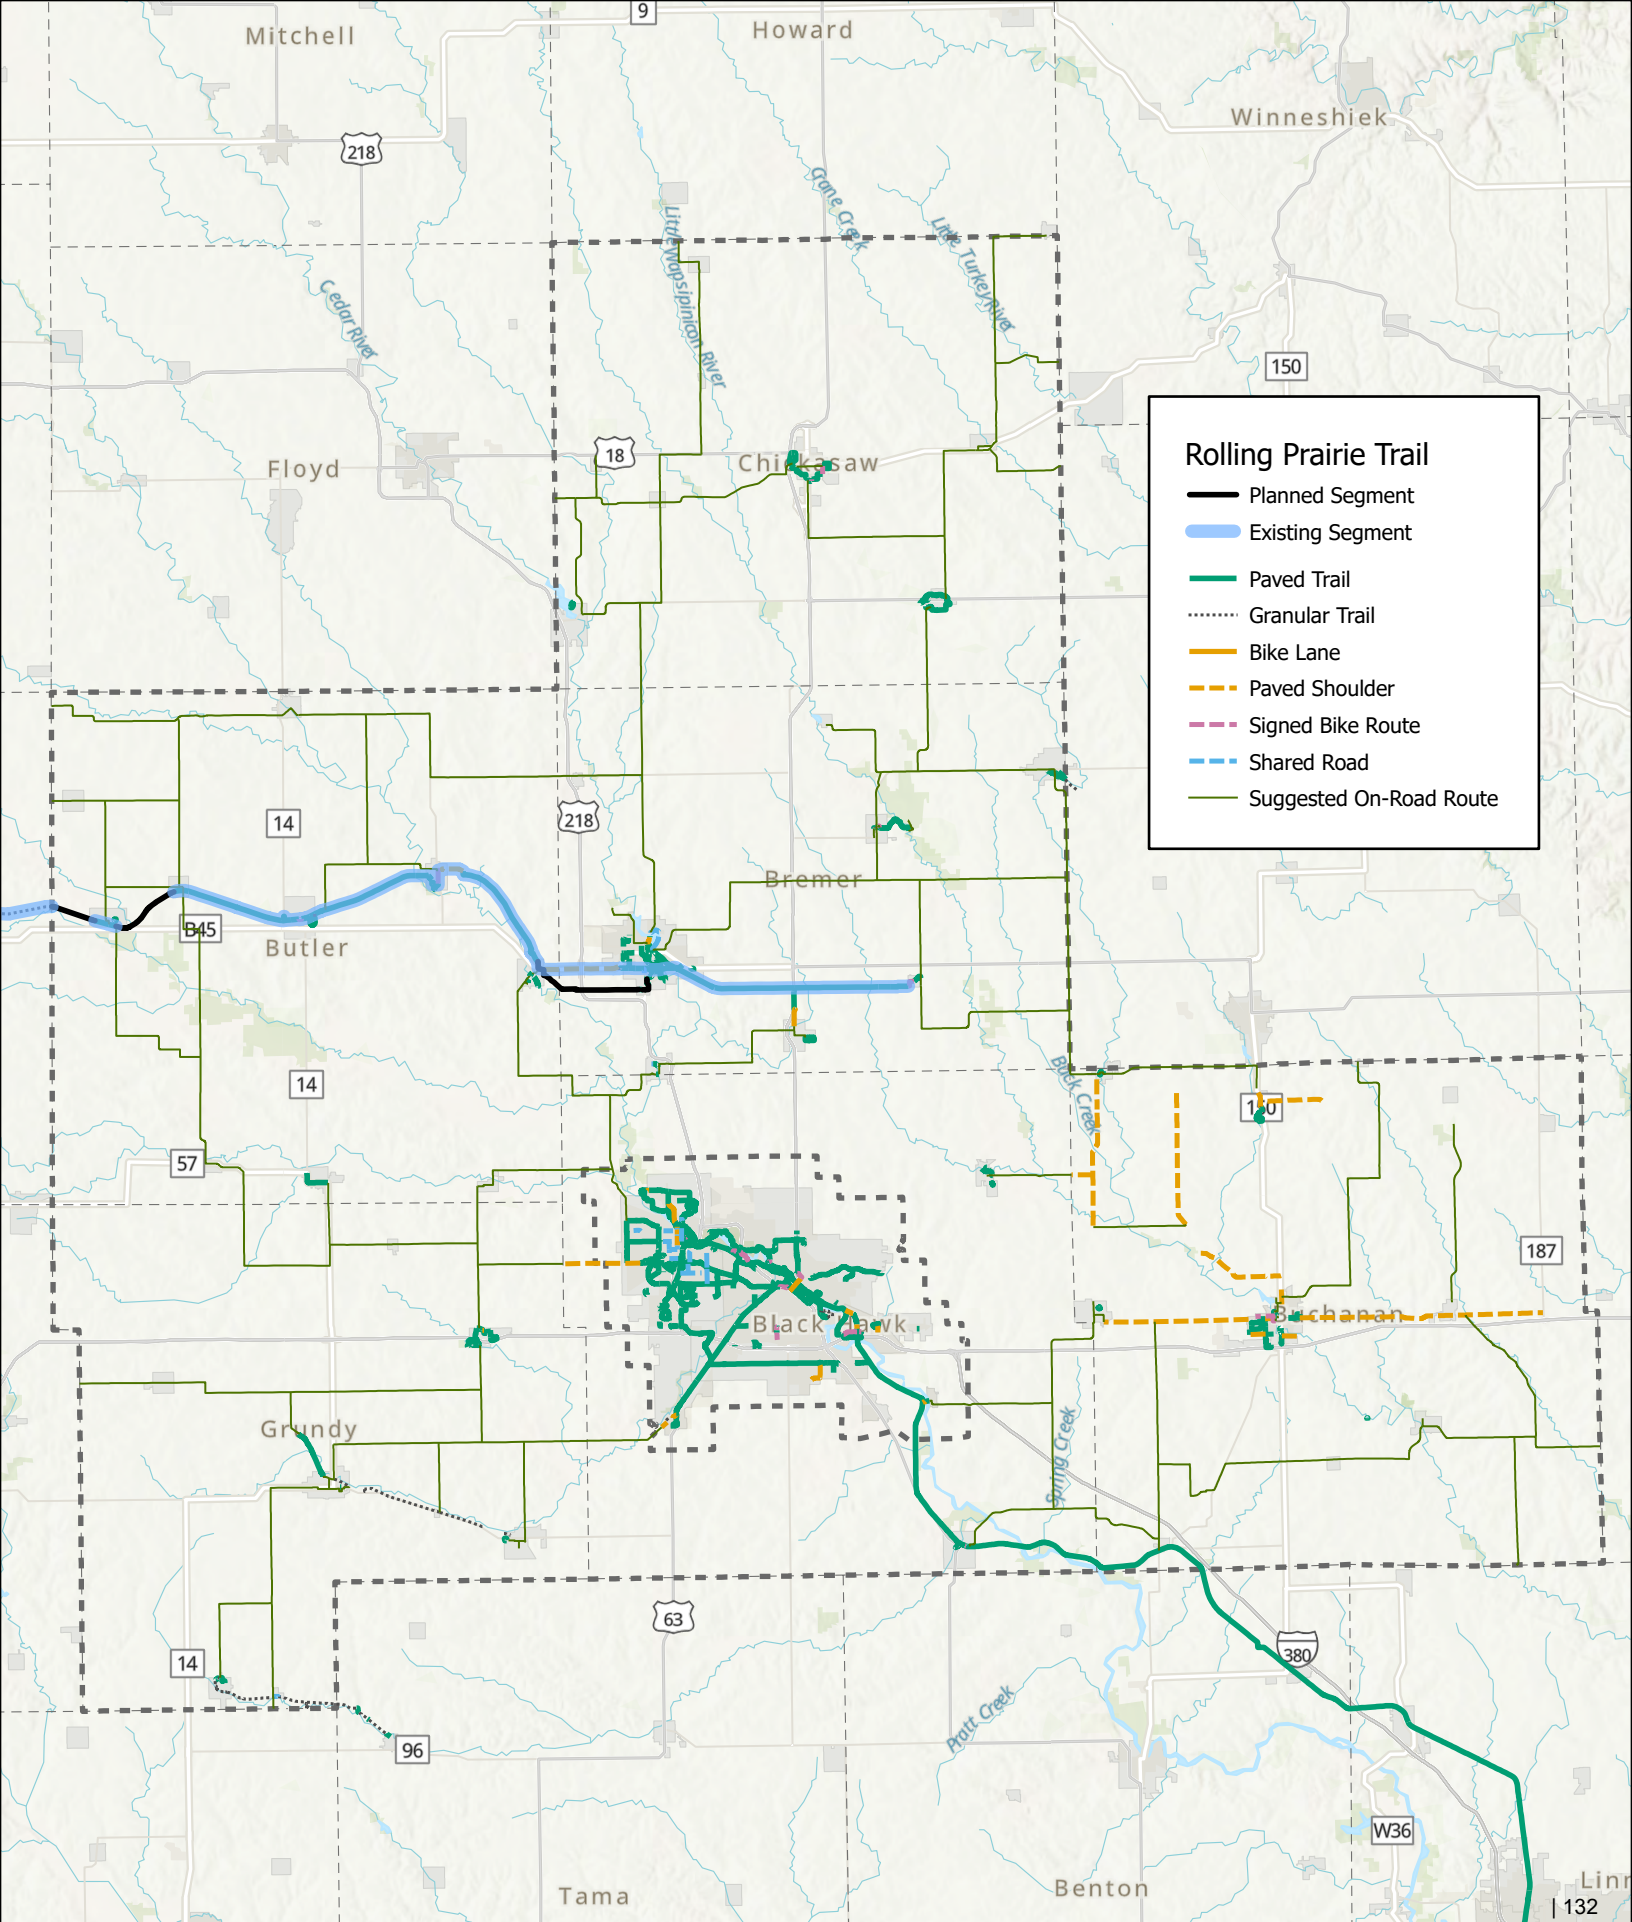 9
Mitchell
Howard
Winneshiek
218
Crane Creek
Little Wapsipinicon River
Little Turkey River
Cedar River
150
18
Floyd
Chickasaw
Rolling Prairie Trail
Planned Segment
Existing Segment
Paved Trail
Granular Trail
Bike Lane
Paved Shoulder
Signed Bike Route
Shared Road
Suggested On-Road Route
14
218
Bremer
B45
Butler
Buck Creek
14
150
57
187
Black Hawk
Buchanan
Grundy
Spring Creek
63
14
380
Pratt Creek
96
W36
Benton
Tama
Linn
| 132